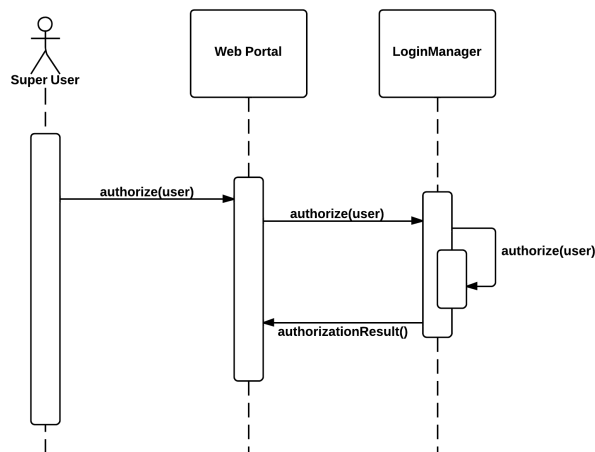 Super User
Web Portal
LoginManager
authorize(user)
authorize(user)
authorize(user)
authorizationResult()